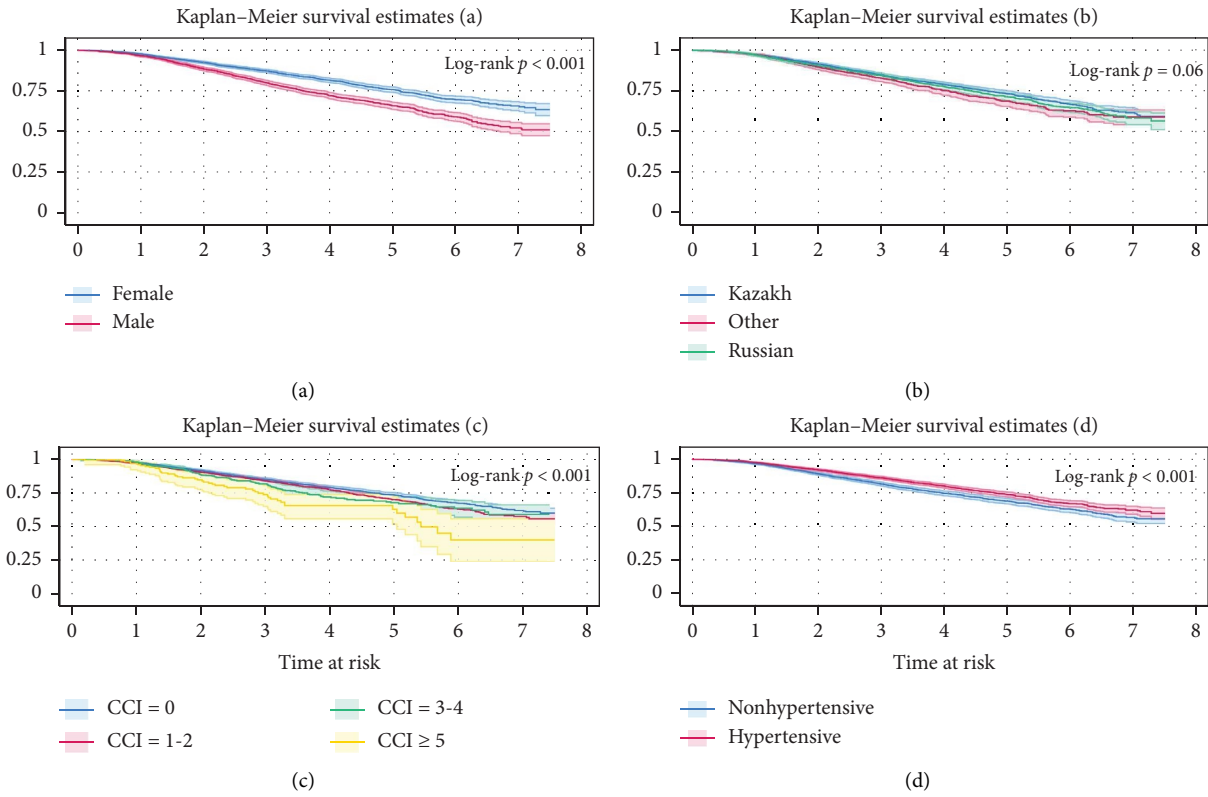 Kaplan–Meier survival estimates (a)
Log-rank p < 0.001
1
0.75
0.5
0.25
0
0 1 2 3 4 5 6 7 8
Female
Male
(a)
Kaplan–Meier survival estimates (b)
Log-rank p = 0.06
1
0.75
0.5
0.25
0
0 1 2 3 4 5 6 7 8
Kazakh
Other
Russian
(b)
Kaplan–Meier survival estimates (c)
Log-rank p < 0.001
1
0.75
0.5
0.25
0
0 1 2 3 4 5 6 7 8
Time at risk
CCI = 0
CCI = 3-4
CCI = 1-2
CCI ≥ 5
(c)
Kaplan–Meier survival estimates (d)
Log-rank p < 0.001
1
0.75
0.5
0.25
0
0 1 2 3 4 5 6 7 8
Time at risk
Nonhypertensive
Hypertensive
(d)